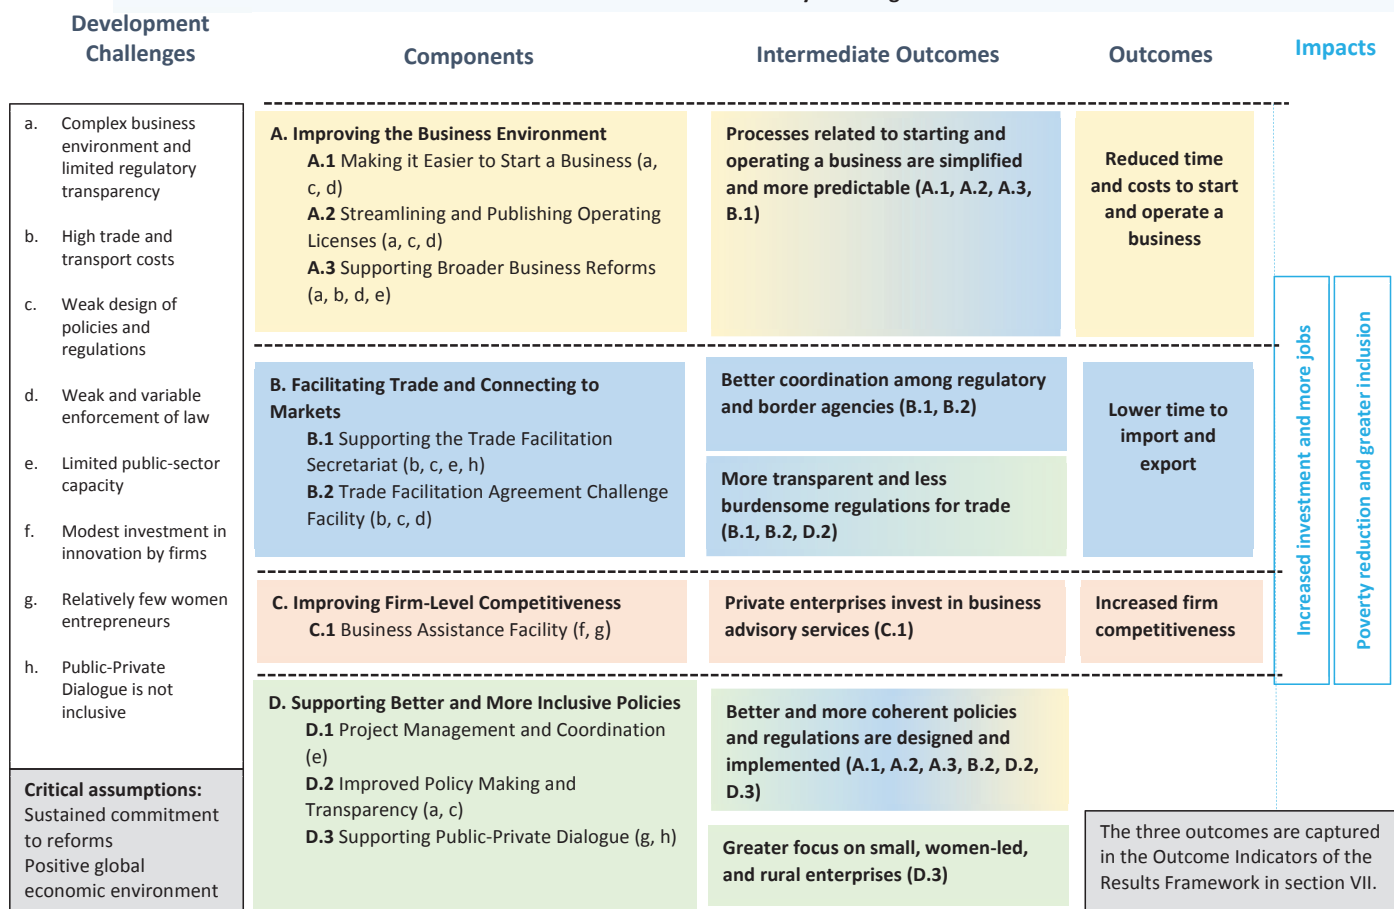 Development
Challenges
Components
Intermediate Outcomes
Outcomes
Impacts
a. Complex business
environment and
limited regulatory
transparency
b. High trade and
transport costs
c. Weak design of
policies and
regulations
d. Weak and variable
enforcement of law
e. Limited public-sector
capacity
f. Modest investment in
innovation by firms
g. Relatively few women
entrepreneurs
h. Public-Private
Dialogue is not
inclusive
Critical assumptions:
Sustained commitment
to reforms
Positive global
economic environment
A. Improving the Business Environment
A.1 Making it Easier to Start a Business (a,
c, d)
A.2 Streamlining and Publishing Operating
Licenses (a, c, d)
A.3 Supporting Broader Business Reforms
(a, b, d, e)
Processes related to starting and
operating a business are simplified
and more predictable (A.1, A.2, A.3,
B.1)
Reduced time
and costs to start
and operate a
business
B. Facilitating Trade and Connecting to
Markets
B.1 Supporting the Trade Facilitation
Secretariat (b, c, e, h)
B.2 Trade Facilitation Agreement Challenge
Facility (b, c, d)
Better coordination among regulatory
and border agencies (B.1, B.2)
More transparent and less
burdensome regulations for trade
(B.1, B.2, D.2)
Lower time to
import and
export
C. Improving Firm-Level Competitiveness
C.1 Business Assistance Facility (f, g)
Private enterprises invest in business
advisory services (C.1)
Increased firm
competitiveness
D. Supporting Better and More Inclusive Policies
D.1 Project Management and Coordination
(e)
D.2 Improved Policy Making and
Transparency (a, c)
D.3 Supporting Public-Private Dialogue (g, h)
Better and more coherent policies
and regulations are designed and
implemented (A.1, A.2, A.3, B.2, D.2,
D.3)
Greater focus on small, women-led,
and rural enterprises (D.3)
Increased investment and more jobs
Poverty reduction and greater inclusion
The three outcomes are captured
in the Outcome Indicators of the
Results Framework in section VII.